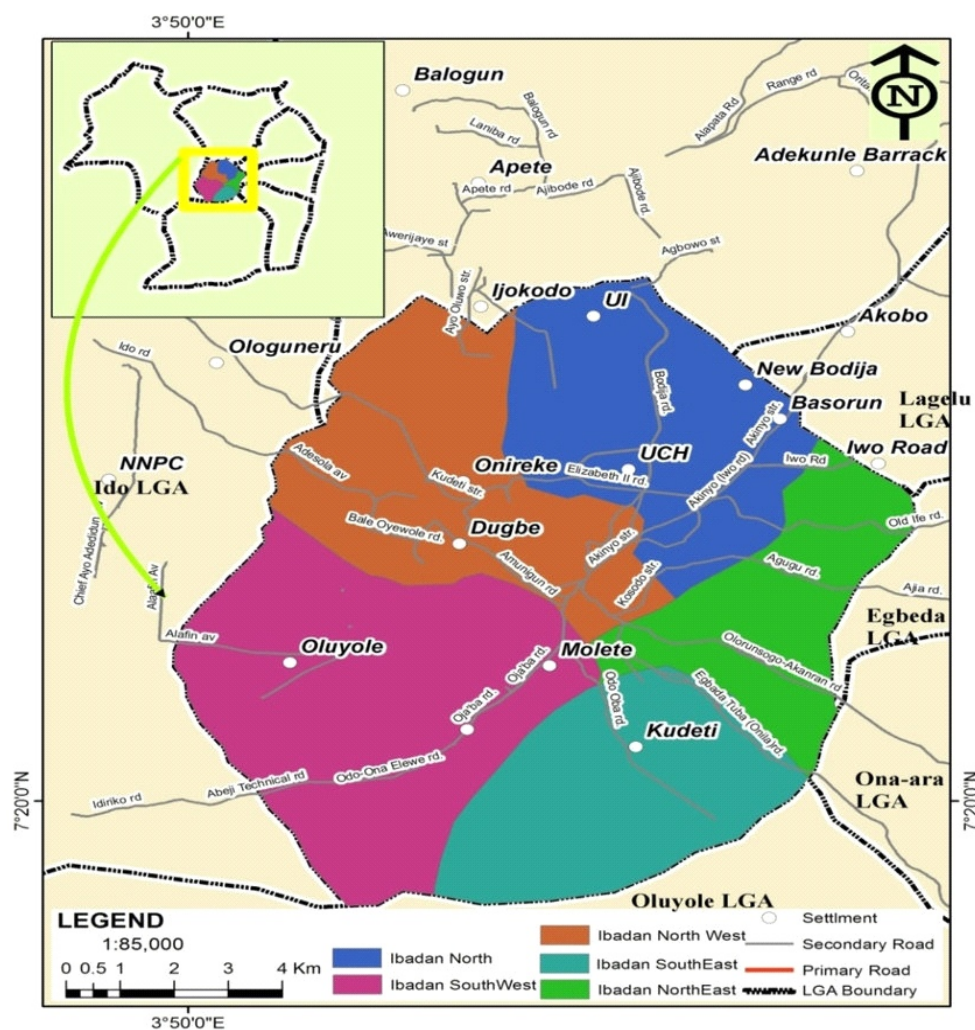 3°50'0"E
N
Balogun
Balogun rd
Laniba rd
Alapata Rd
Range rd
Orita
Adekunle Barrack
Apete
Apete rd
Ajibode rd
Ajibode rd.
Awerijaye st
Agbowo st
Ayo Oluwo str.
Ijokodo
UI
Akobo
Ido rd
Ologuneru
Bodija rd.
New Bodija
Basorun
Lagelu
LGA
Akinyo str.
Iwo Road
NNPC
Ido LGA
Adesola av
Onireke
UCH
Elizabeth II rd.
Akinyo (Iwo rd)
Iwo Rd
Kudeti str.
Dugbe
Bale Oyewole rd.
Old Ife rd.
Chief Ayo Adedidun
Amunigun rd
Akinyo str.
Kosodo str.
Agugu rd.
Ajia rd.
Egbeda
LGA
Alafin Av
Alafin av
Oluyole
Molete
Oja'ba rd.
Oja'ba rd.
Odo Oba rd.
Olorunsogo-Akanran rd
Egbada Tuba (Onila)rd.
Kudeti
Odo-Ona Elewe rd.
Abeji Technical rd
Idiriko rd
Ona-ara
LGA
7°20'0"N
7°20'0"N
Oluyole LGA
LEGEND
1:85,000
0 0.5 1 2 3 4 Km
Ibadan North
Ibadan SouthWest
Ibadan North West
Ibadan SouthEast
Ibadan NorthEast
Settlment
Secondary Road
Primary Road
LGA Boundary
3°50'0"E